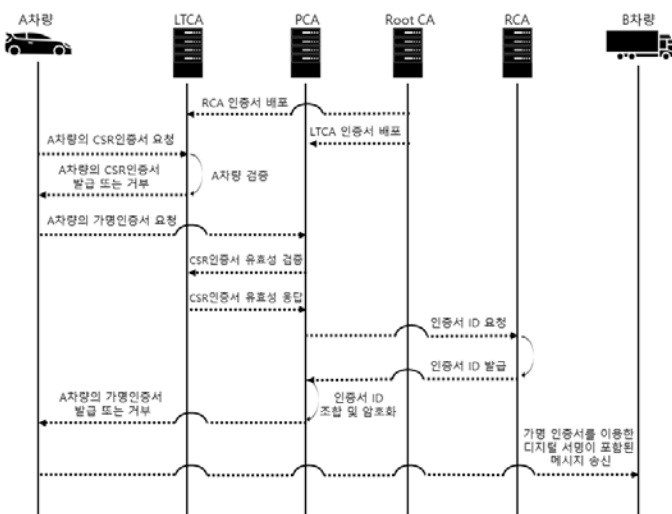 A차량
LTCA
PCA
Root CA
RCA
B차량
RCA 인증서 배포
LTCA 인증서 배포
A차량의 CSR인증서 요청
A차량의 CSR인증서
발급 또는 거부
A차량 검증
A차량의 가명인증서 요청
CSR인증서 유효성 검증
CSR인증서 유효성 응답
인증서 ID 요청
인증서 ID 발급
A차량의 가명인증서
발급 또는 거부
인증서 ID
조합 및 암호화
가명 인증서를 이용한
디지털 서명이 포함된
메시지 송신